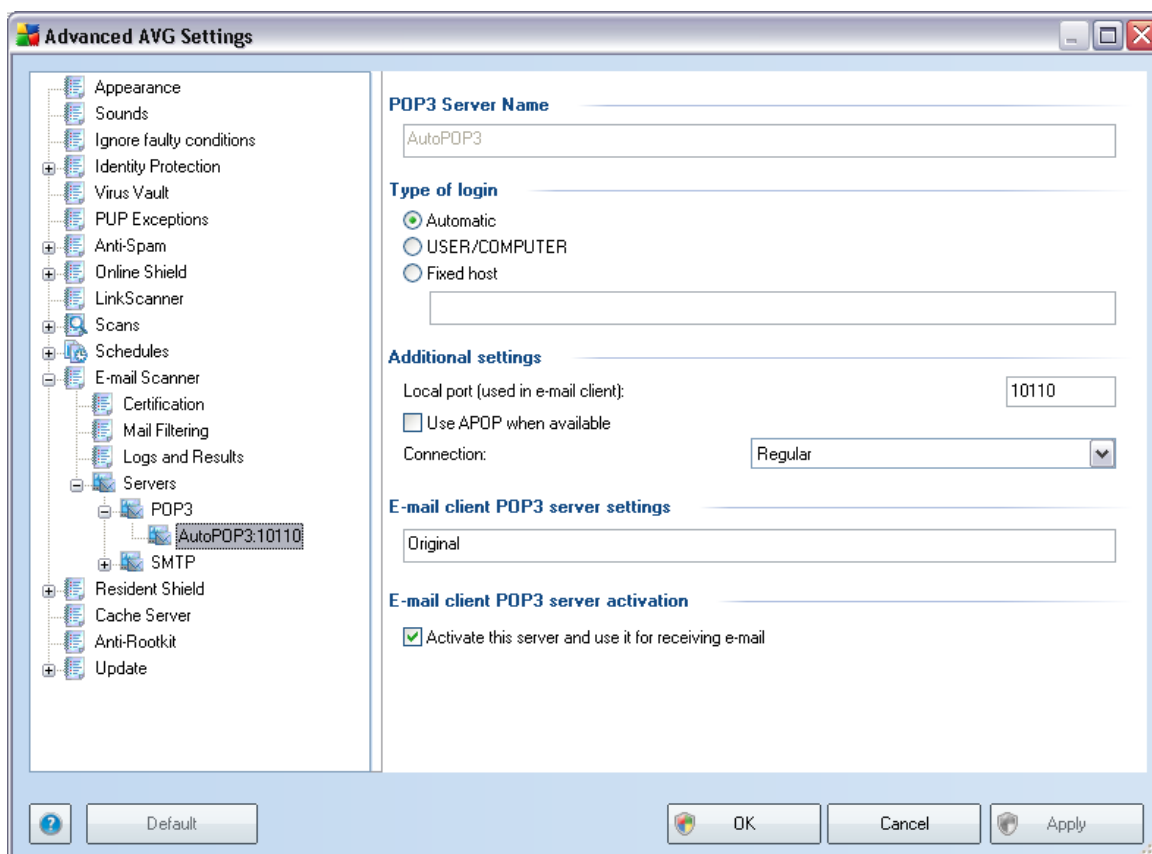 Advanced AVG Settings
Appearance
Sounds
Ignore faulty conditions
Identity Protection
Virus Vault
PUP Exceptions
Anti-Spam
Online Shield
LinkScanner
Scans
Schedules
E-mail Scanner
Certification
Mail Filtering
Logs and Results
Servers
POP3
AutoPOP3:10110
SMTP
Resident Shield
Cache Server
Anti-Rootkit
Update
POP3 Server Name
AutoPOP3
Type of login
Automatic
USER/COMPUTER
Fixed host
Additional settings
Local port (used in e-mail client): 10110
Use APOP when available
Connection: Regular
E-mail client POP3 server settings
Original
E-mail client POP3 server activation
Activate this server and use it for receiving e-mail
? Default OK Cancel Apply